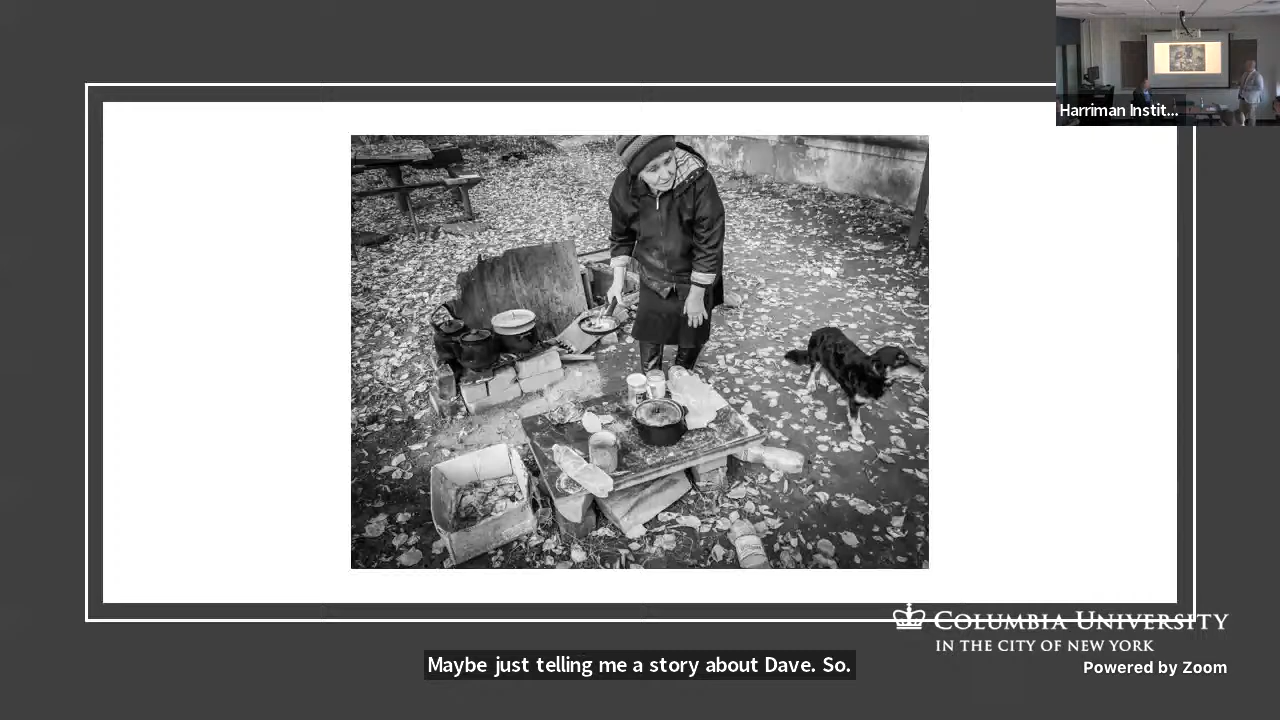 Harriman Instit...
COLUMBIA UNIVERSITY
IN THE CITY OF NEW YORK
Maybe just telling me a story about Dave. So.
Powered by Zoom